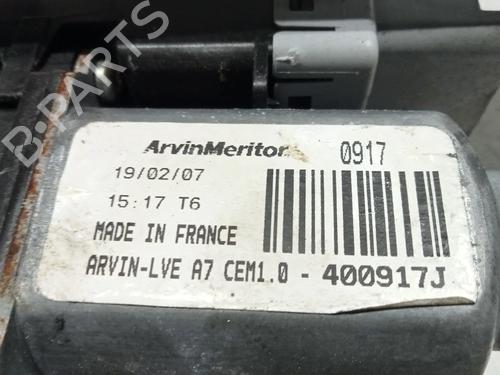 B-PARTS
ArvinMeritor 0917
19/02/07
15:17 T6
MADE IN FRANCE
ARVIN-LVE A7 CEM1.0 - 400917J